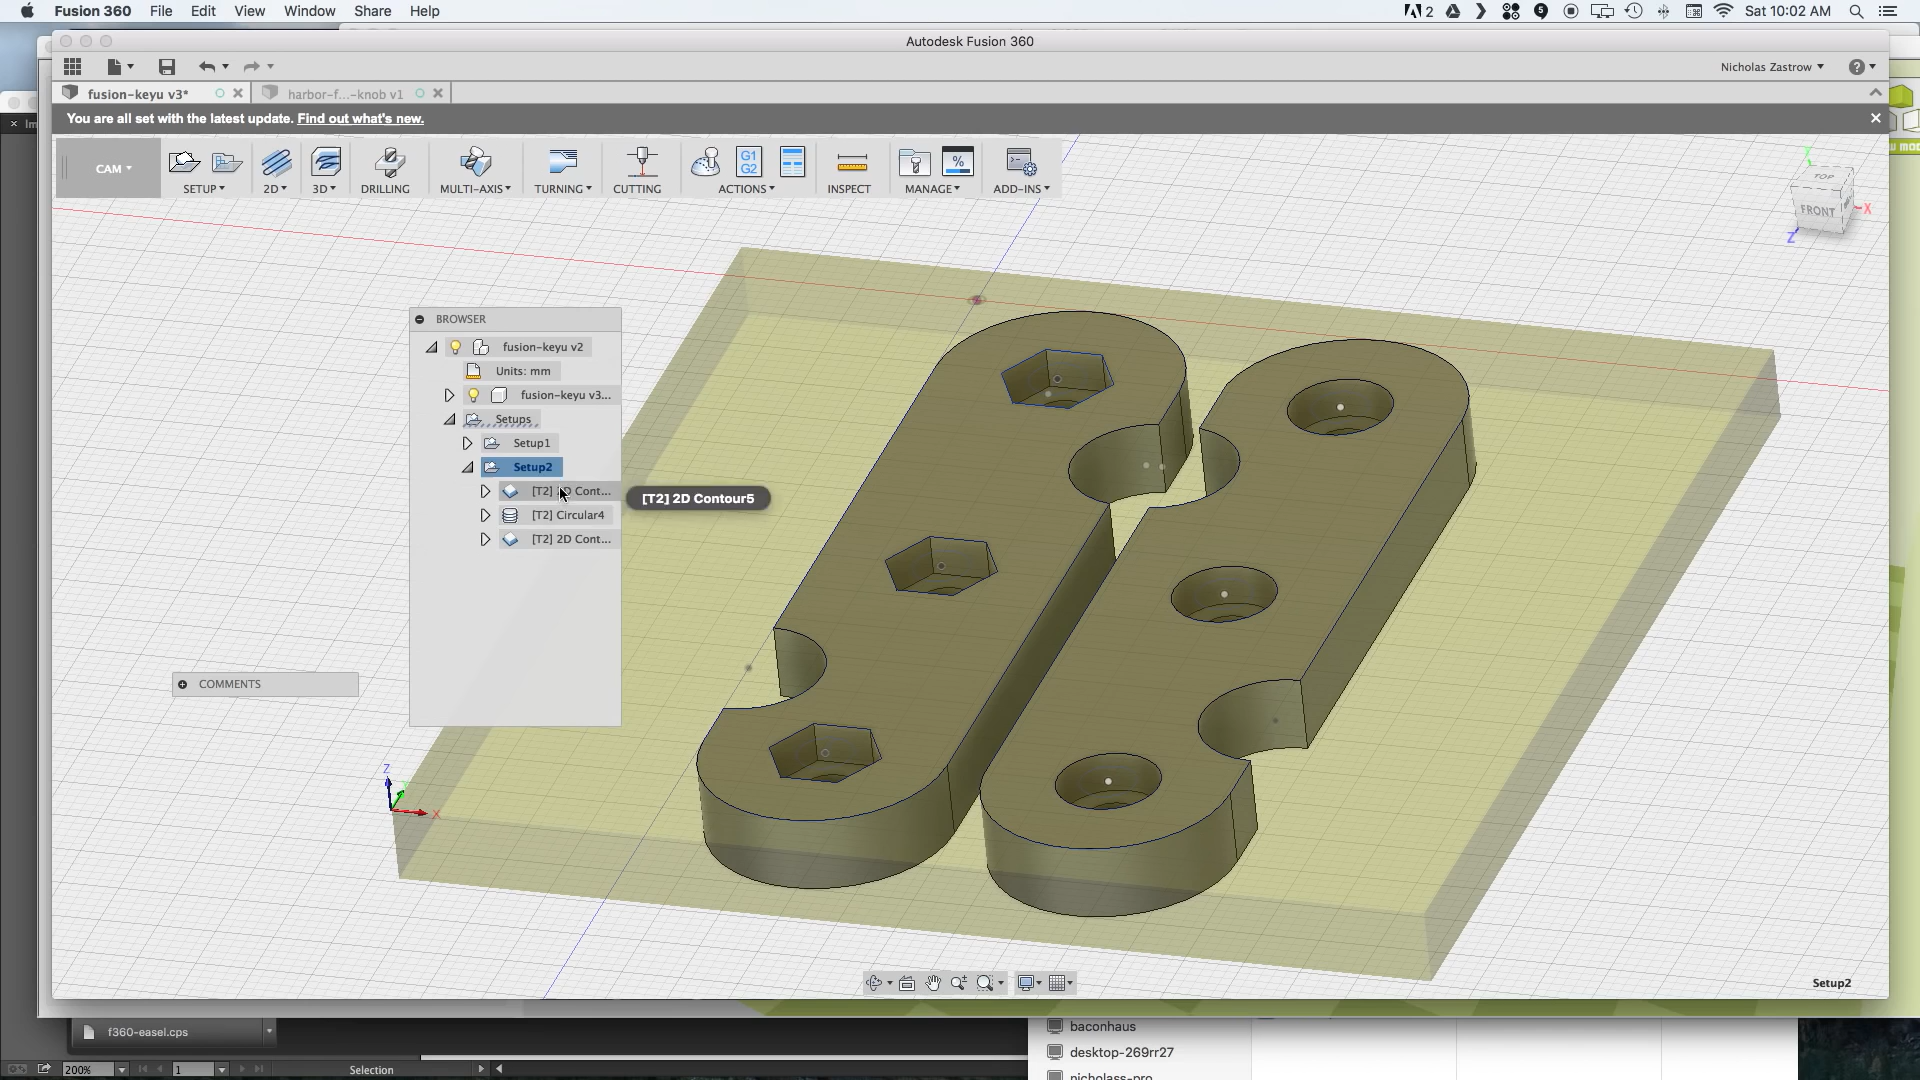 Fusion 360 File Edit View Window Share Help
2 5 Sat 10:02 AM
Autodesk Fusion 360
Nicholas Zastrow ?
fusion-keyu v3* harbor-f...-knob v1
You are all set with the latest update. Find out what's new.
CAM
G1
G2
%
SETUP 2D 3D DRILLING MULTI-AXIS TURNING CUTTING ACTIONS INSPECT MANAGE ADD-INS
Y
TOP
FRONT
X
Z
BROWSER
fusion-keyu v2
Units: mm
fusion-keyu v3...
Setups
Setup1
Setup2
[T2] 2D Cont...
[T2] 2D Contour5
[T2] Circular4
[T2] 2D Cont...
COMMENTS
Z
X
Setup2
f360-easel.cps
baconhaus
desktop-269rr27
nicholass-pro
200% 1 Selection